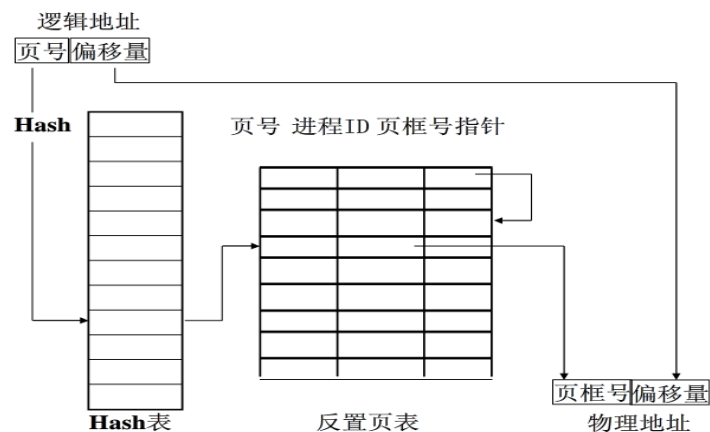 逻辑地址
页号 偏移量
Hash
页号 进程ID 页框号指针
页框号 偏移量
Hash表
反置页表
物理地址